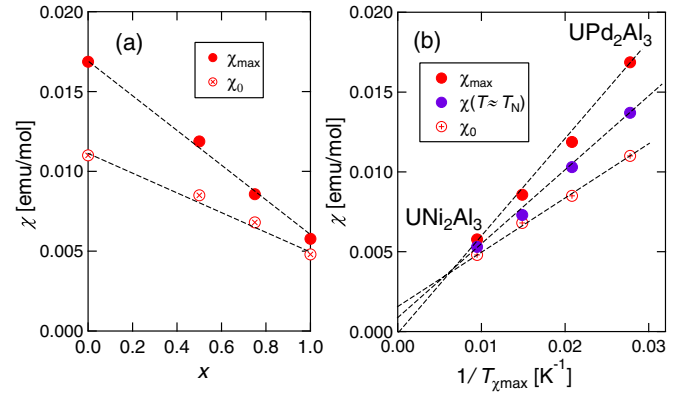 (a)
χmax
χ0
0.020
0.015
0.010
0.005
0.000
χ [emu/mol]
0.0 0.2 0.4 0.6 0.8 1.0
x
(b)
UPd₂Al₃
χmax
χ(T≈ TN)
χ0
UNi₂Al₃
0.020
0.015
0.010
0.005
0.000
χ [emu/mol]
0.00 0.01 0.02 0.03
1/ Tχmax [K⁻¹]